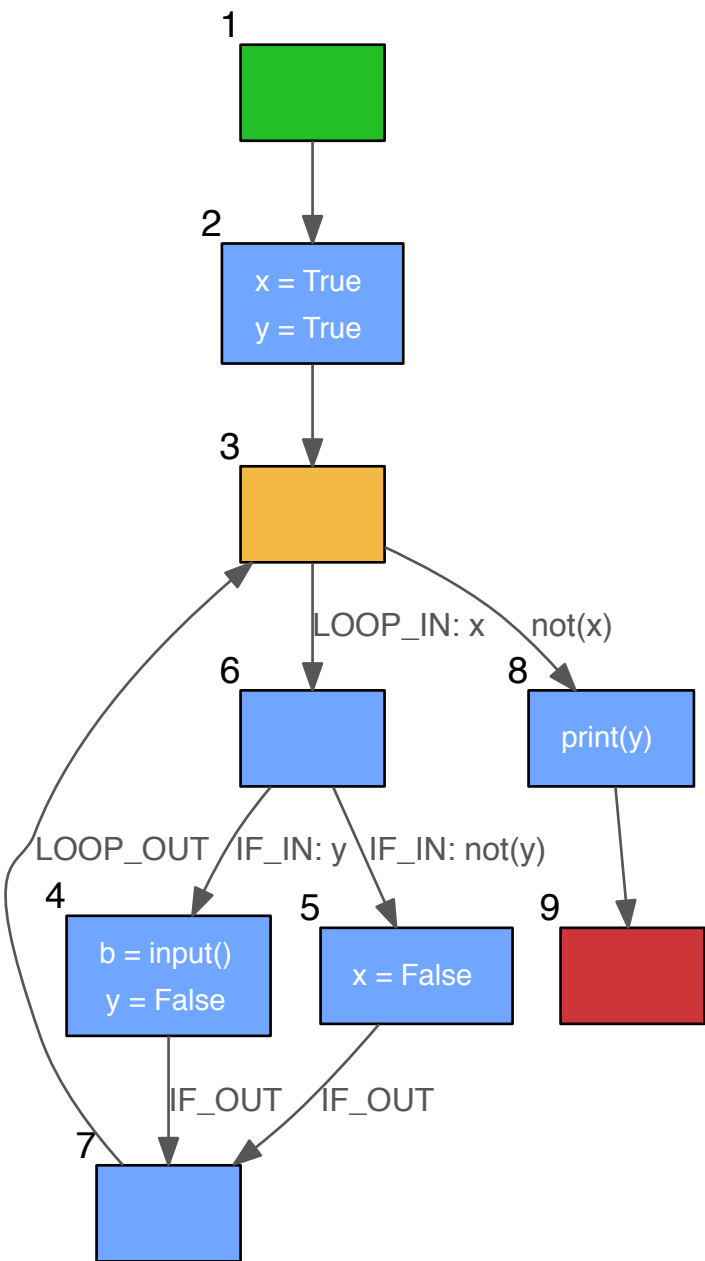 1
2
x = True
y = True
3
LOOP_IN: x
not(x)
6
8
print(y)
LOOP_OUT
IF_IN: y
IF_IN: not(y)
4
b = input()
y = False
5
x = False
9
IF_OUT
IF_OUT
7